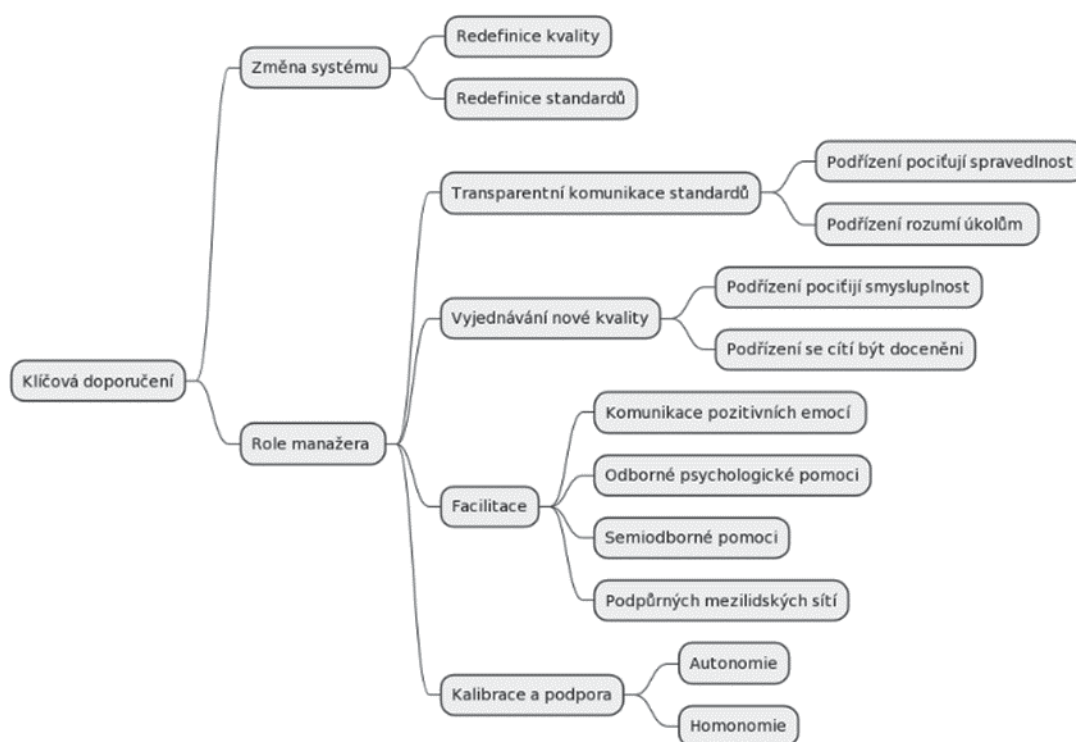 Redefinice kvality
Změna systému
Redefinice standardů
Podřízení pociťují spravedlnost
Transparentní komunikace standardů
Podřízení rozumí úkolům
Podřízení pociťijí smysluplnost
Vyjednávání nové kvality
Podřízení se cítí být doceněni
Klíčová doporučení
Komunikace pozitivních emocí
Role manažera
Odborné psychologické pomoci
Facilitace
Semiodborné pomoci
Podpůrných mezilidských sítí
Autonomie
Kalibrace a podpora
Homonomie